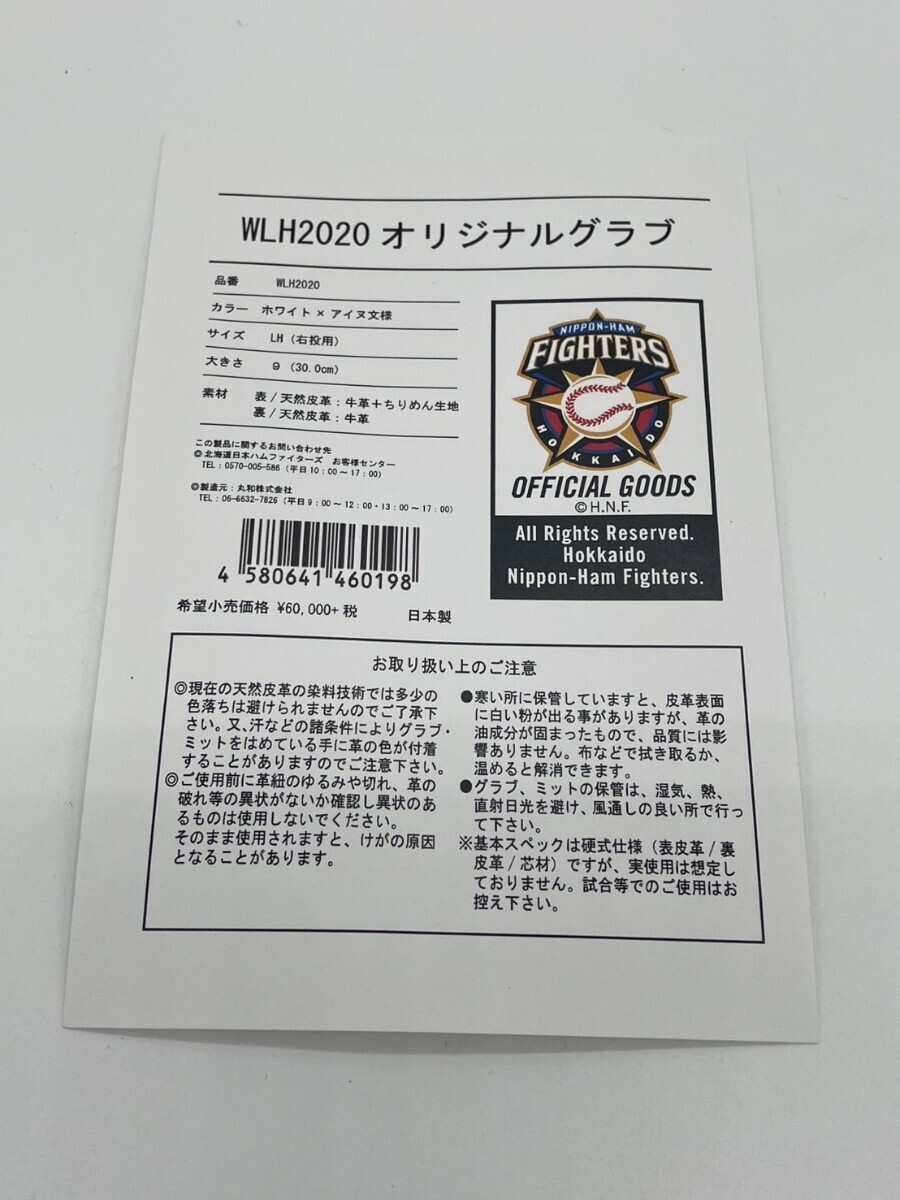 WLH2020 オリジナルグラブ
品番 WLH2020
カラー ホワイト×アイヌ文様
サイズ LH(右投用)
大きさ 9(30.0cm)
素材 表/天然皮革:牛革+ちりめん生地
裏/天然皮革:牛革
この製品に関するお問い合わせ先
◎北海道日本ハムファイターズ お客様センター
TEL:0570-005-586(平日10:00~17:00)
◎製造元:丸和株式会社
TEL:06-6632-7826(平日9:00~12:00・13:00~17:00)
4 580641 460198
希望小売価格 ¥60,000+税 日本製
NIPPON-HAM
FIGHTERS
HOKKAIDO
OFFICIAL GOODS
©H.N.F.
All Rights Reserved.
Hokkaido
Nippon-Ham Fighters.
お取り扱い上のご注意
◎現在の天然皮革の染料技術では多少の
色落ちは避けられませんのでご了承下
さい。又、汗などの諸条件によりグラブ・
ミットをはめている手に革の色が付着
することがありますのでご注意下さい。
◎ご使用前に革紐のゆるみや切れ、革の
破れ等の異状がないか確認し異状のあ
るものは使用しないでください。
そのまま使用されますと、けがの原因
となることがあります。
●寒い所に保管していますと、皮革表面
に白い粉が出る事がありますが、革の
油成分が固まったもので、品質には影
響ありません。布などで拭き取るか、
温めると解消できます。
●グラブ、ミットの保管は、湿気、熱、
直射日光を避け、風通しの良い所で行っ
て下さい。
※基本スペックは硬式仕様(表皮革/裏
皮革/芯材)ですが、実使用は想定し
ておりません。試合等でのご使用はお
控え下さい。